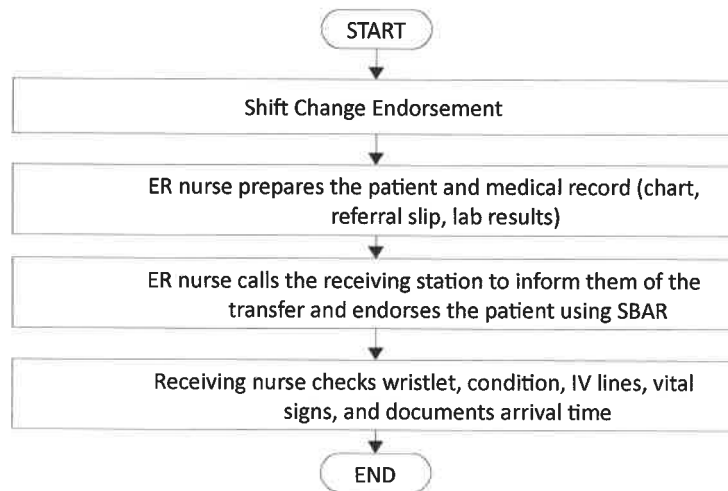 START
Shift Change Endorsement
ER nurse prepares the patient and medical record (chart,
referral slip, lab results)
ER nurse calls the receiving station to inform them of the
transfer and endorses the patient using SBAR
Receiving nurse checks wristlet, condition, IV lines, vital
signs, and documents arrival time
END